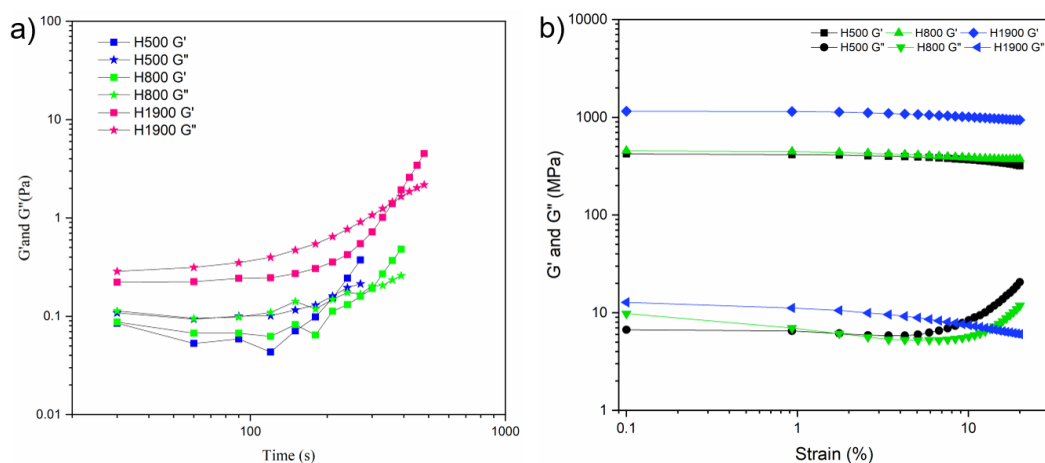 a)
100
10
1
0.1
0.01
G'and G"(Pa)
H500 G'
H500 G"
H800 G'
H800 G"
H1900 G'
H1900 G"
100 1000
Time (s)
b)
10000
1000
100
10
1
G' and G" (MPa)
H500 G' H800 G' H1900 G'
H500 G" H800 G" H1900 G"
0.1 1 10
Strain (%)